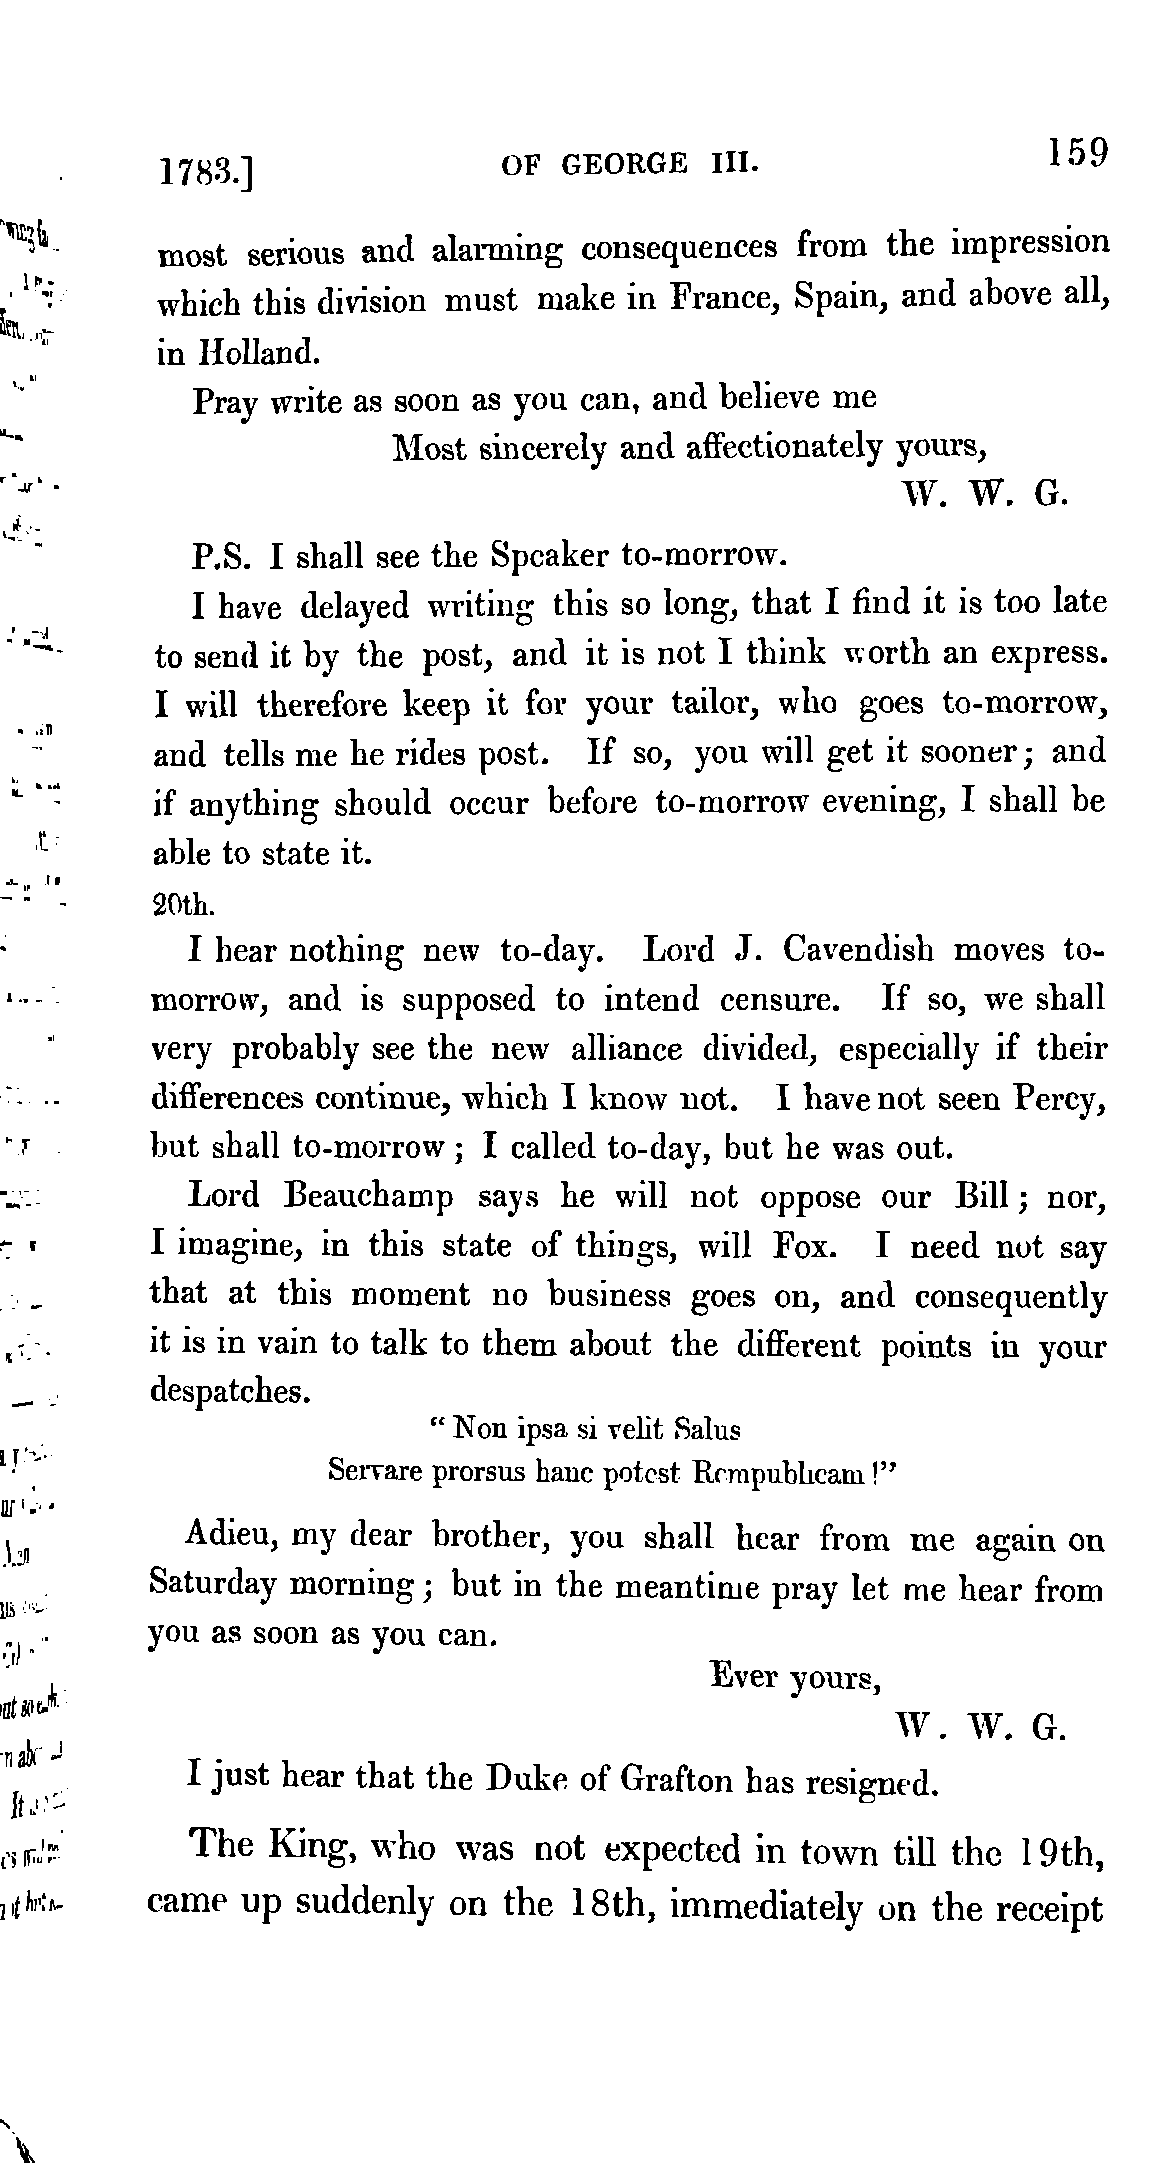 1783.] OF GEORGE III. 159
most serious and alarming consequences from the impression
which this division must make in France, Spain, and above all,
in Holland.
Pray write as soon as you can, and believe me
Most sincerely and affectionately yours,
W. W. G.
P.S. I shall see the Speaker to-morrow.
I have delayed writing this so long, that I find it is too late
to send it by the post, and it is not I think worth an express.
I will therefore keep it for your tailor, who goes to-morrow,
and tells me he rides post. If so, you will get it sooner; and
if anything should occur before to-morrow evening, I shall be
able to state it.
20th.
I hear nothing new to-day. Lord J. Cavendish moves to-
morrow, and is supposed to intend censure. If so, we shall
very probably see the new alliance divided, especially if their
differences continue, which I know not. I have not seen Percy,
but shall to-morrow; I called to-day, but he was out.
Lord Beauchamp says he will not oppose our Bill; nor,
I imagine, in this state of things, will Fox. I need not say
that at this moment no business goes on, and consequently
it is in vain to talk to them about the different points in your
despatches.
"Non ipsa si velit Salus
Servare prorsus hanc potest Rempublicam!"
Adieu, my dear brother, you shall hear from me again on
Saturday morning; but in the meantime pray let me hear from
you as soon as you can.
Ever yours,
W. W. G.
I just hear that the Duke of Grafton has resigned.
The King, who was not expected in town till the 19th,
came up suddenly on the 18th, immediately on the receipt